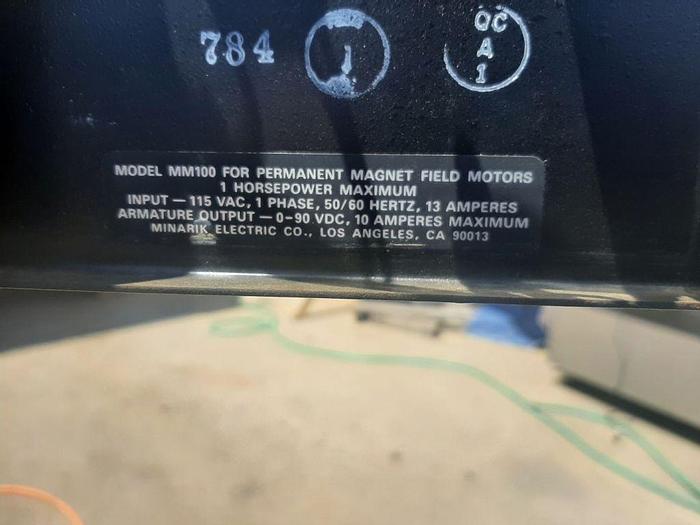 784
1
QC
A
1
MODEL MM100 FOR PERMANENT MAGNET FIELD MOTORS
1 HORSEPOWER MAXIMUM
INPUT — 115 VAC, 1 PHASE, 50/60 HERTZ, 13 AMPERES
ARMATURE OUTPUT — 0-90 VDC, 10 AMPERES MAXIMUM
MINARIK ELECTRIC CO., LOS ANGELES, CA 90013